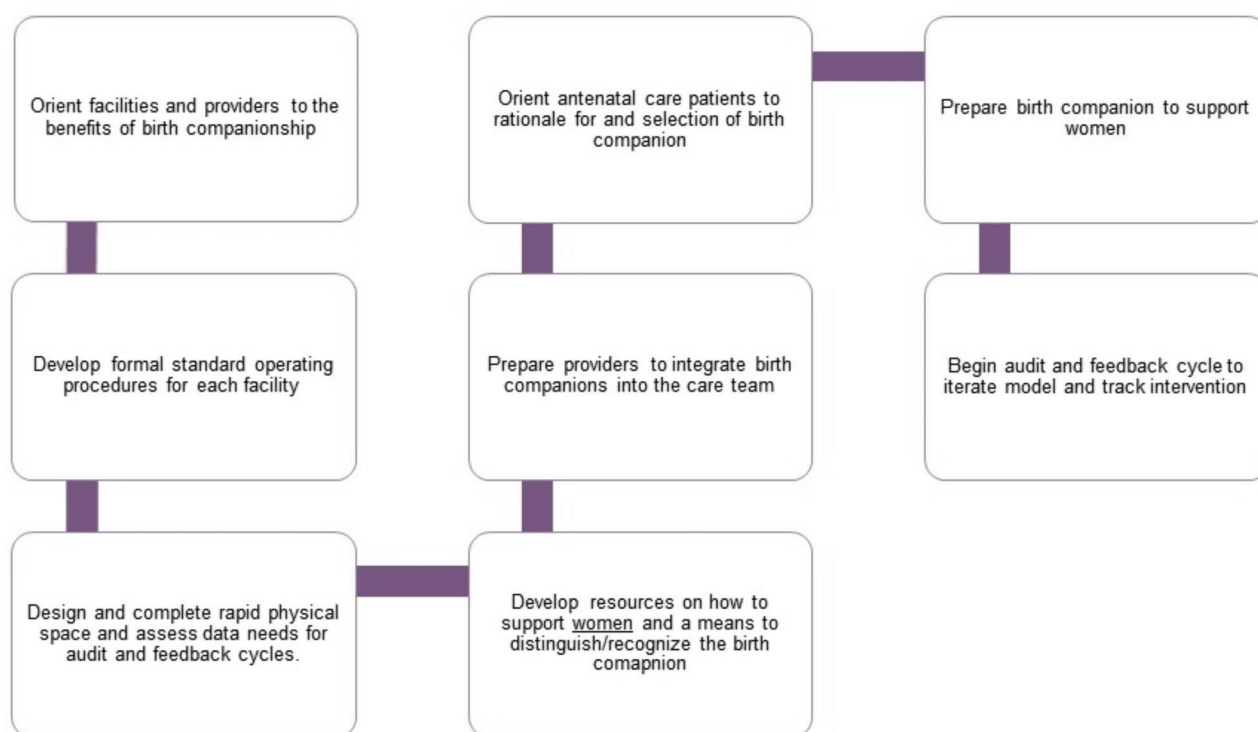 Orient facilities and providers to the
benefits of birth companionship
Develop formal standard operating
procedures for each facility
Design and complete rapid physical
space and assess data needs for
audit and feedback cycles.
Develop resources on how to
support women and a means to
distinguish/recognize the birth
comapnion
Prepare providers to integrate birth
companions into the care team
Orient antenatal care patients to
rationale for and selection of birth
companion
Prepare birth companion to support
women
Begin audit and feedback cycle to
iterate model and track intervention